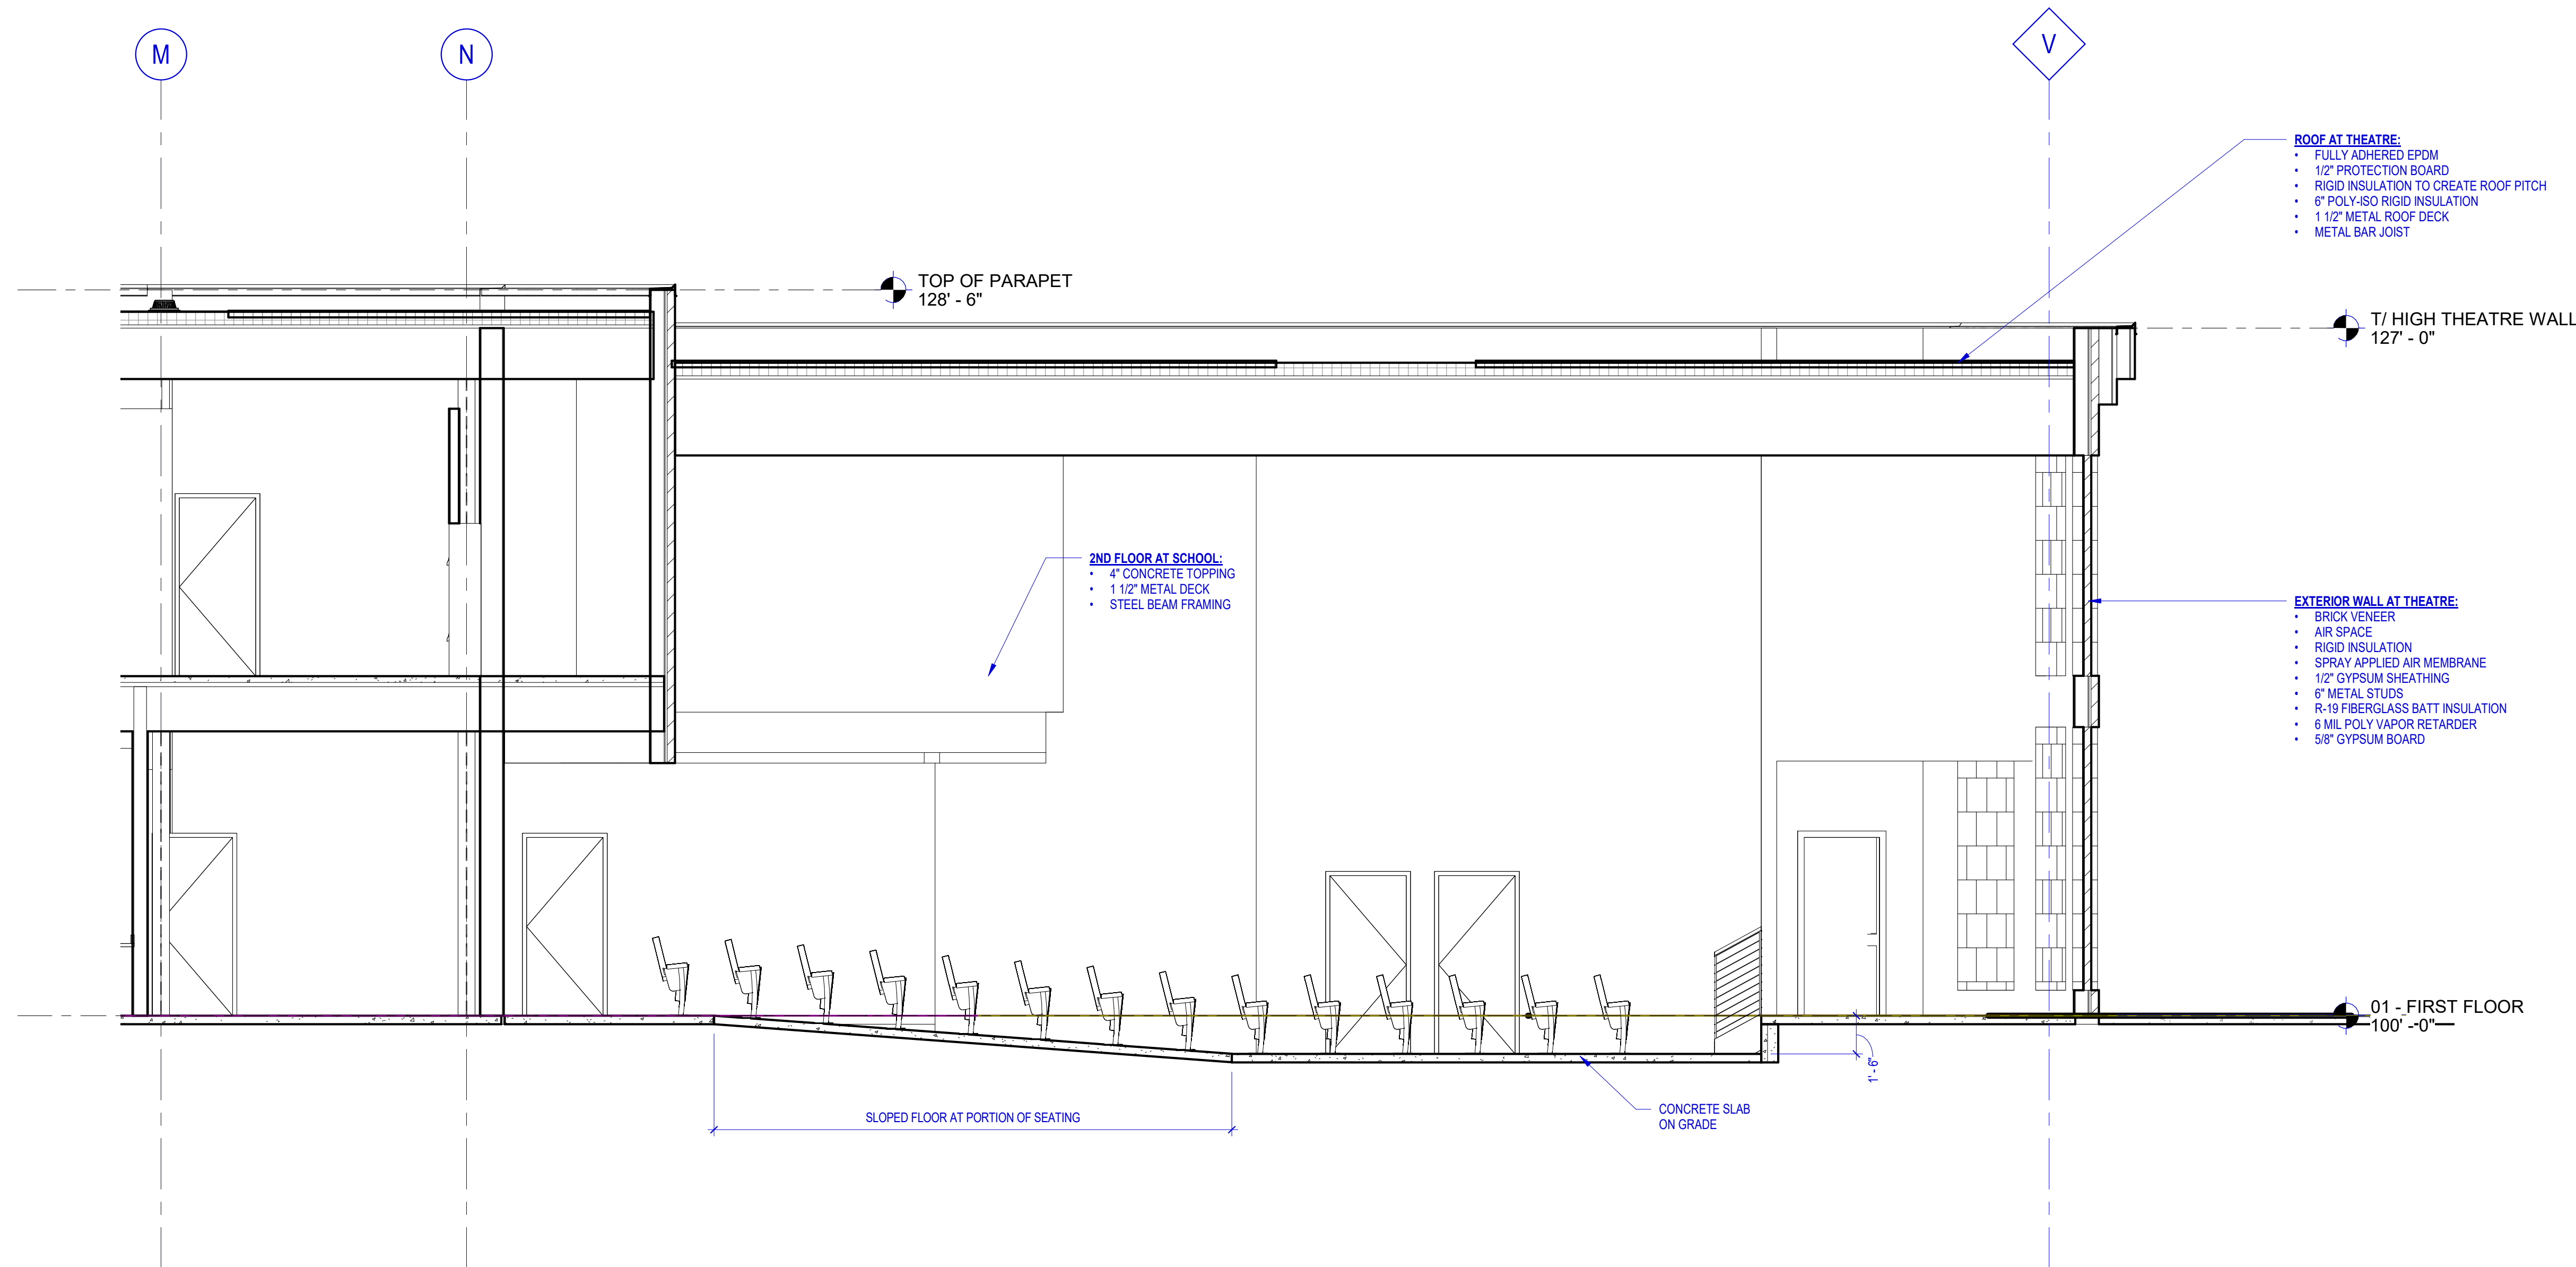 M
N
V
ROOF AT THEATRE:
• FULLY ADHERED EPDM
• 1/2" PROTECTION BOARD
• RIGID INSULATION TO CREATE ROOF PITCH
• 6" POLY-ISO RIGID INSULATION
• 1 1/2" METAL ROOF DECK
• METAL BAR JOIST
TOP OF PARAPET
128' - 6"
T/ HIGH THEATRE WALL
127' - 0"
2ND FLOOR AT SCHOOL:
• 4" CONCRETE TOPPING
• 1 1/2" METAL DECK
• STEEL BEAM FRAMING
EXTERIOR WALL AT THEATRE:
• BRICK VENEER
• AIR SPACE
• RIGID INSULATION
• SPRAY APPLIED AIR MEMBRANE
• 1/2" GYPSUM SHEATHING
• 6" METAL STUDS
• R-19 FIBERGLASS BATT INSULATION
• 6 MIL POLY VAPOR RETARDER
• 5/8" GYPSUM BOARD
01 - FIRST FLOOR
100' - 0"
1' - 6"
SLOPED FLOOR AT PORTION OF SEATING
CONCRETE SLAB
ON GRADE